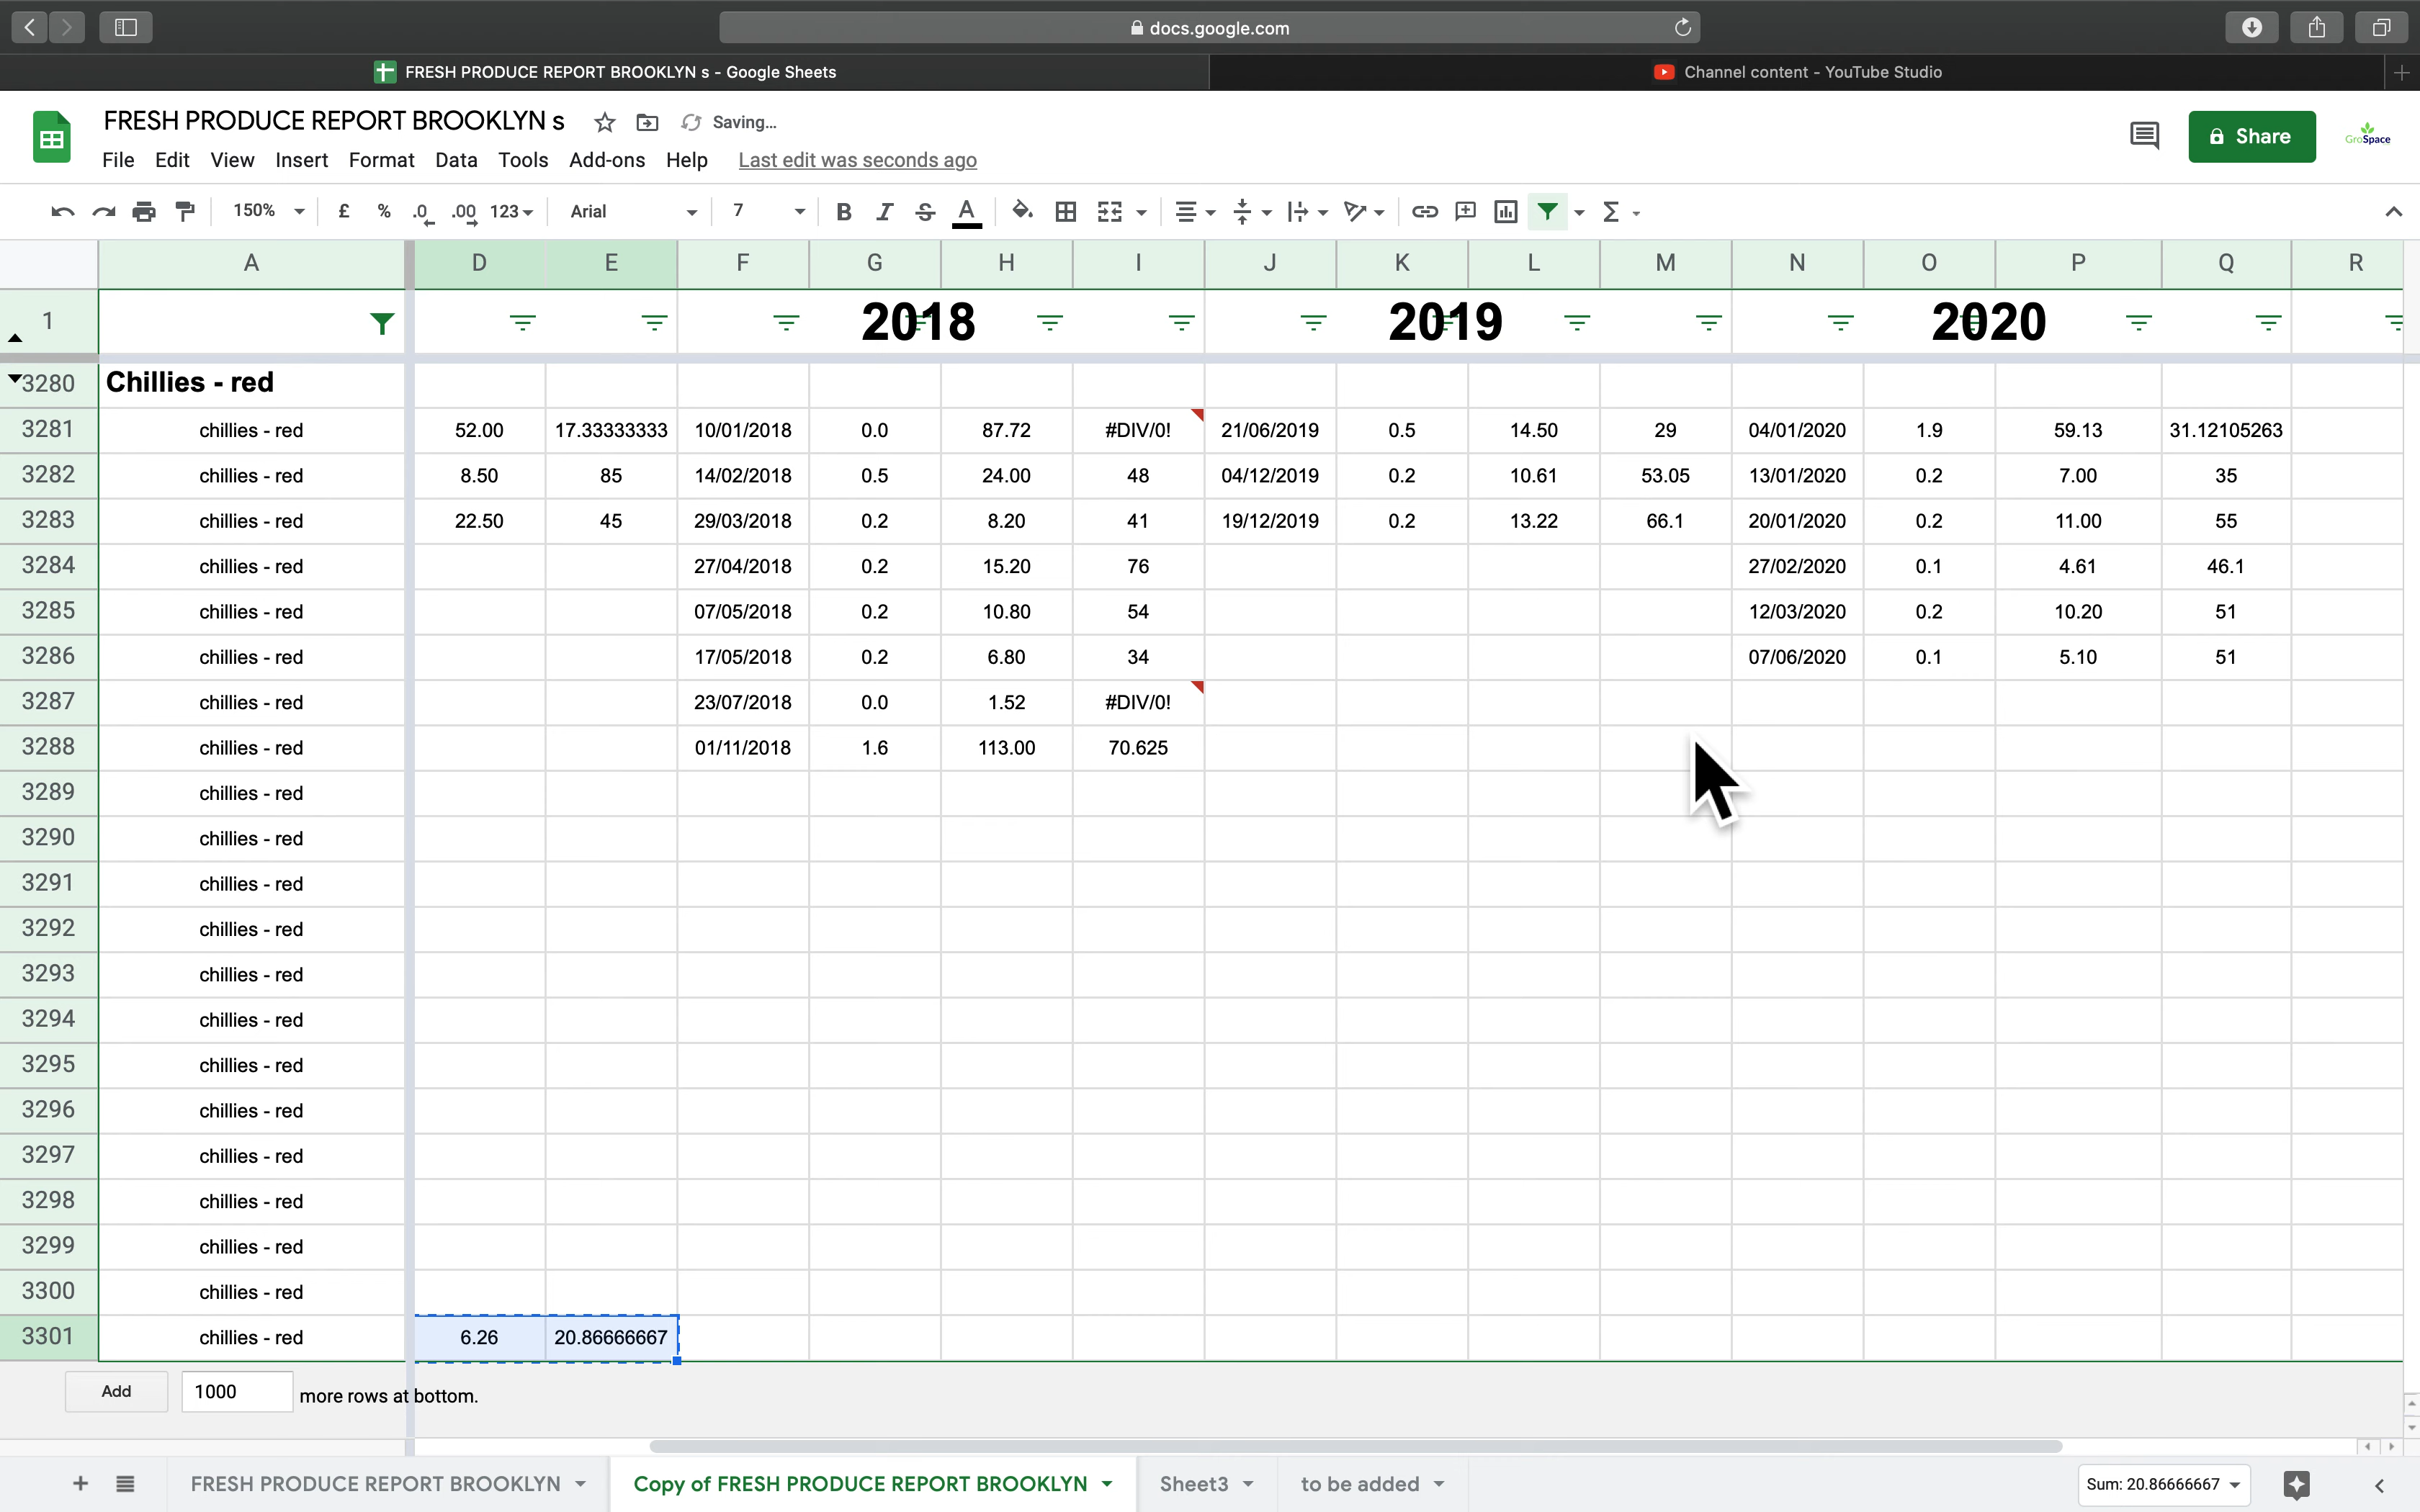 docs.google.com
FRESH PRODUCE REPORT BROOKLYN s - Google Sheets
Channel content - YouTube Studio
FRESH PRODUCE REPORT BROOKLYN s Saving...
Share
GroSpace
File Edit View Insert Format Data Tools Add-ons Help Last edit was seconds ago
150% £ % .0 .00 123 Arial 7 B I S A Σ
A D E F G H I J K L M N O P Q R
1 2018 2019 2020
3280 Chillies - red
3281 chillies - red 52.00 17.33333333 10/01/2018 0.0 87.72 #DIV/0! 21/06/2019 0.5 14.50 29 04/01/2020 1.9 59.13 31.12105263
3282 chillies - red 8.50 85 14/02/2018 0.5 24.00 48 04/12/2019 0.2 10.61 53.05 13/01/2020 0.2 7.00 35
3283 chillies - red 22.50 45 29/03/2018 0.2 8.20 41 19/12/2019 0.2 13.22 66.1 20/01/2020 0.2 11.00 55
3284 chillies - red 27/04/2018 0.2 15.20 76 27/02/2020 0.1 4.61 46.1
3285 chillies - red 07/05/2018 0.2 10.80 54 12/03/2020 0.2 10.20 51
3286 chillies - red 17/05/2018 0.2 6.80 34 07/06/2020 0.1 5.10 51
3287 chillies - red 23/07/2018 0.0 1.52 #DIV/0!
3288 chillies - red 01/11/2018 1.6 113.00 70.625
3289 chillies - red
3290 chillies - red
3291 chillies - red
3292 chillies - red
3293 chillies - red
3294 chillies - red
3295 chillies - red
3296 chillies - red
3297 chillies - red
3298 chillies - red
3299 chillies - red
3300 chillies - red
3301 chillies - red 6.26 20.86666667
Add 1000 more rows at bottom.
FRESH PRODUCE REPORT BROOKLYN Copy of FRESH PRODUCE REPORT BROOKLYN Sheet3 to be added Sum: 20.86666667